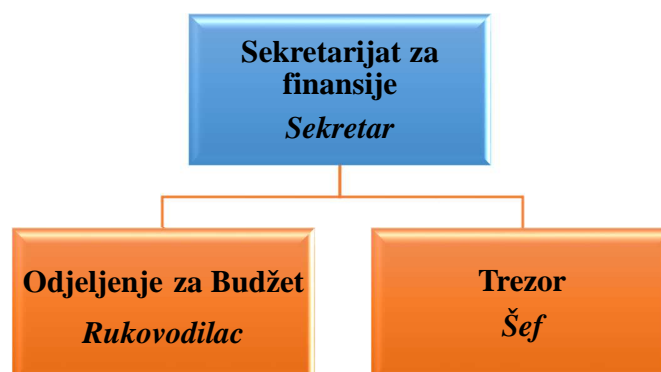 Sekretarijat za
finansije
Sekretar
Odjeljenje za Budžet
Rukovodilac
Trezor
Šef